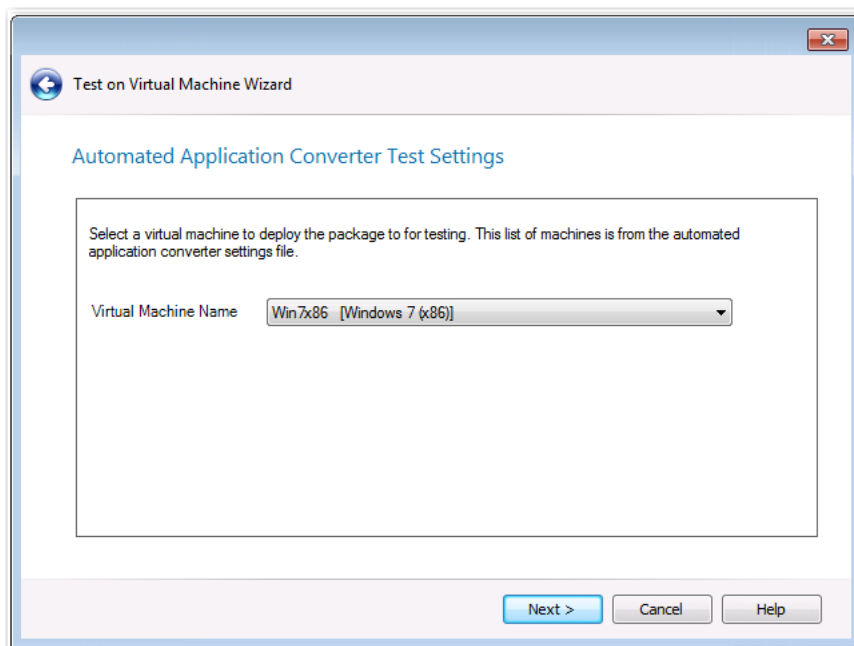 Test on Virtual Machine Wizard
Automated Application Converter Test Settings
Select a virtual machine to deploy the package to for testing. This list of machines is from the automated
application converter settings file.
Virtual Machine Name Win7x86 [Windows 7 (x86)]
Next > Cancel Help